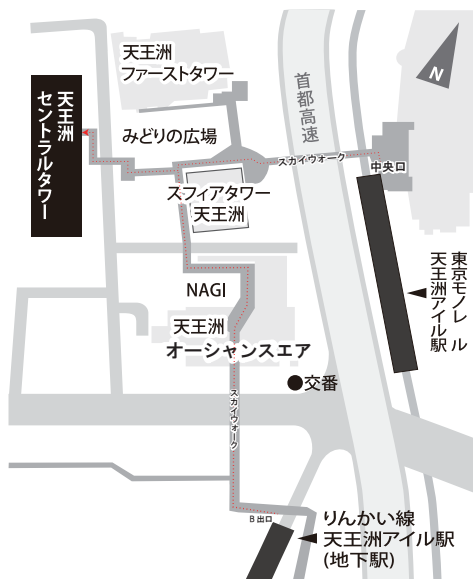 天王洲
ファーストタワー
首都高速
N
天王洲
セントラルタワー
みどりの広場
スカイウォーク
中央口
スフィアタワー
天王洲
東京モノレール
天王洲アイル駅
NAGI
天王洲
オーシャンスエア
●交番
スカイウォーク
B出口
りんかい線
天王洲アイル駅
(地下駅)